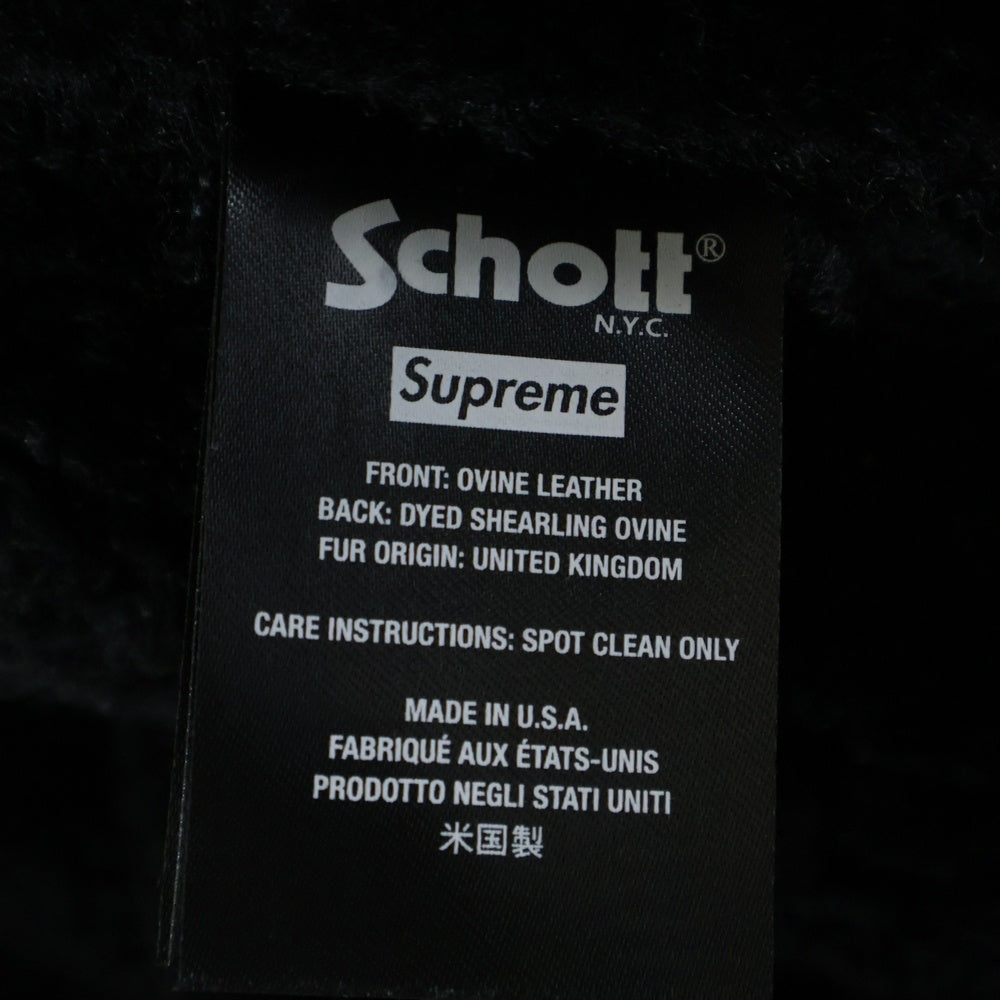 Schott®
N.Y.C.
Supreme
FRONT: OVINE LEATHER
BACK: DYED SHEARLING OVINE
FUR ORIGIN: UNITED KINGDOM
CARE INSTRUCTIONS: SPOT CLEAN ONLY
MADE IN U.S.A.
FABRIQUÉ AUX ÉTATS-UNIS
PRODOTTO NEGLI STATI UNITI
米国製